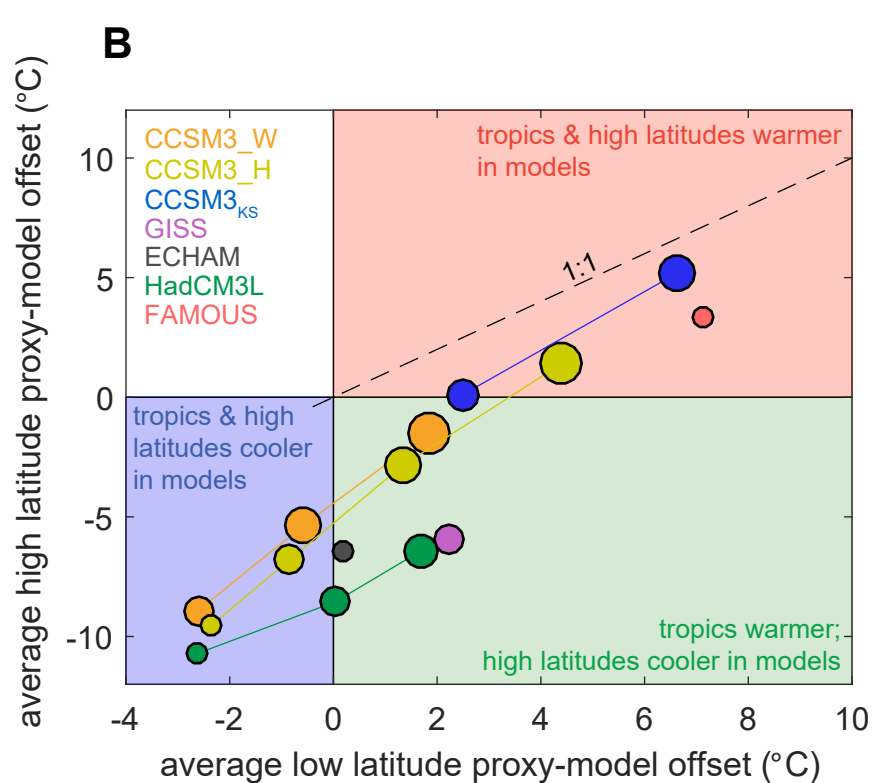 B
average high latitude proxy-model offset (°C)
10
5
0
-5
-10
CCSM3_W
CCSM3_H
CCSM3KS
GISS
ECHAM
HadCM3L
FAMOUS
tropics & high latitudes warmer
in models
1:1
tropics & high
latitudes cooler
in models
tropics warmer;
high latitudes cooler in models
-4 -2 0 2 4 6 8 10
average low latitude proxy-model offset (°C)